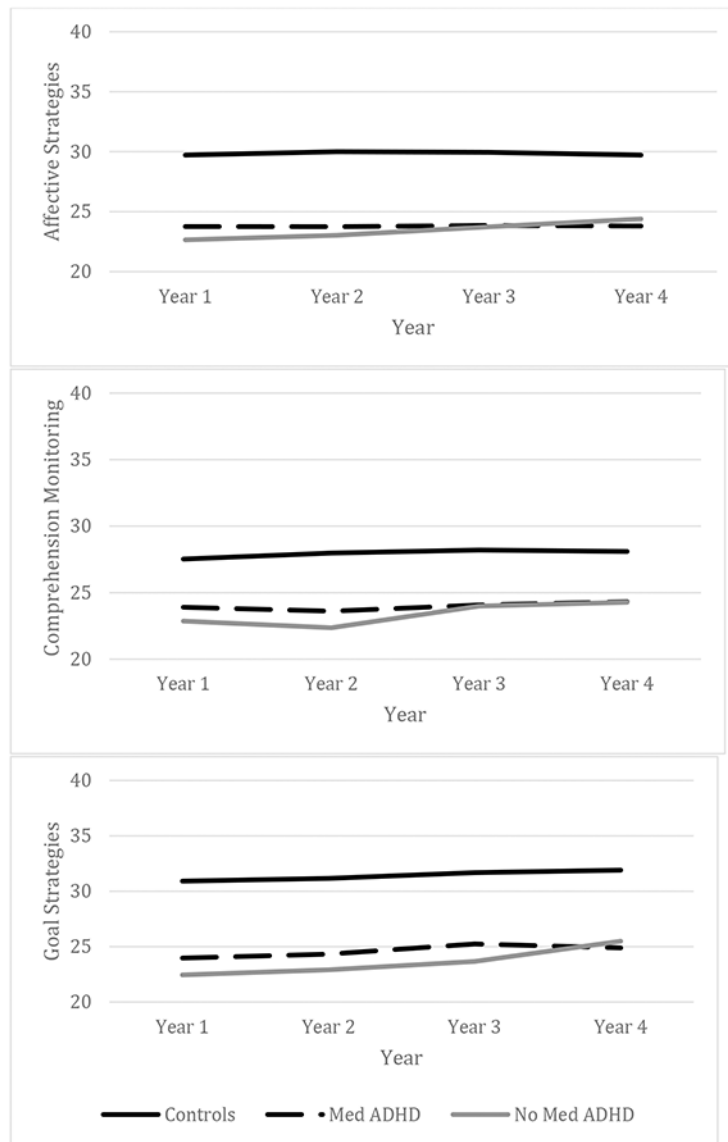 40
35
30
25
20
Affective Strategies
Year 1 Year 2 Year 3 Year 4
Year
40
35
30
25
20
Comprehension Monitoring
Year 1 Year 2 Year 3 Year 4
Year
40
35
30
25
20
Goal Strategies
Year 1 Year 2 Year 3 Year 4
Year
Controls Med ADHD No Med ADHD